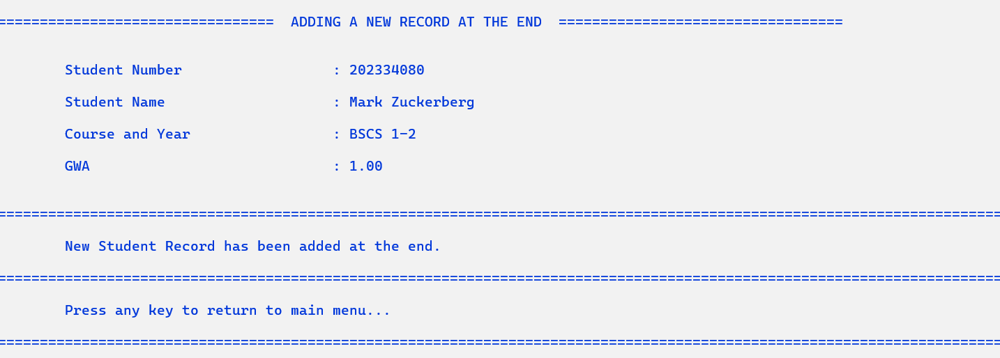 ================================= ADDING A NEW RECORD AT THE END ==================================
Student Number : 202334080
Student Name : Mark Zuckerberg
Course and Year : BSCS 1-2
GWA : 1.00
========================================================================================================================
New Student Record has been added at the end.
========================================================================================================================
Press any key to return to main menu...
========================================================================================================================